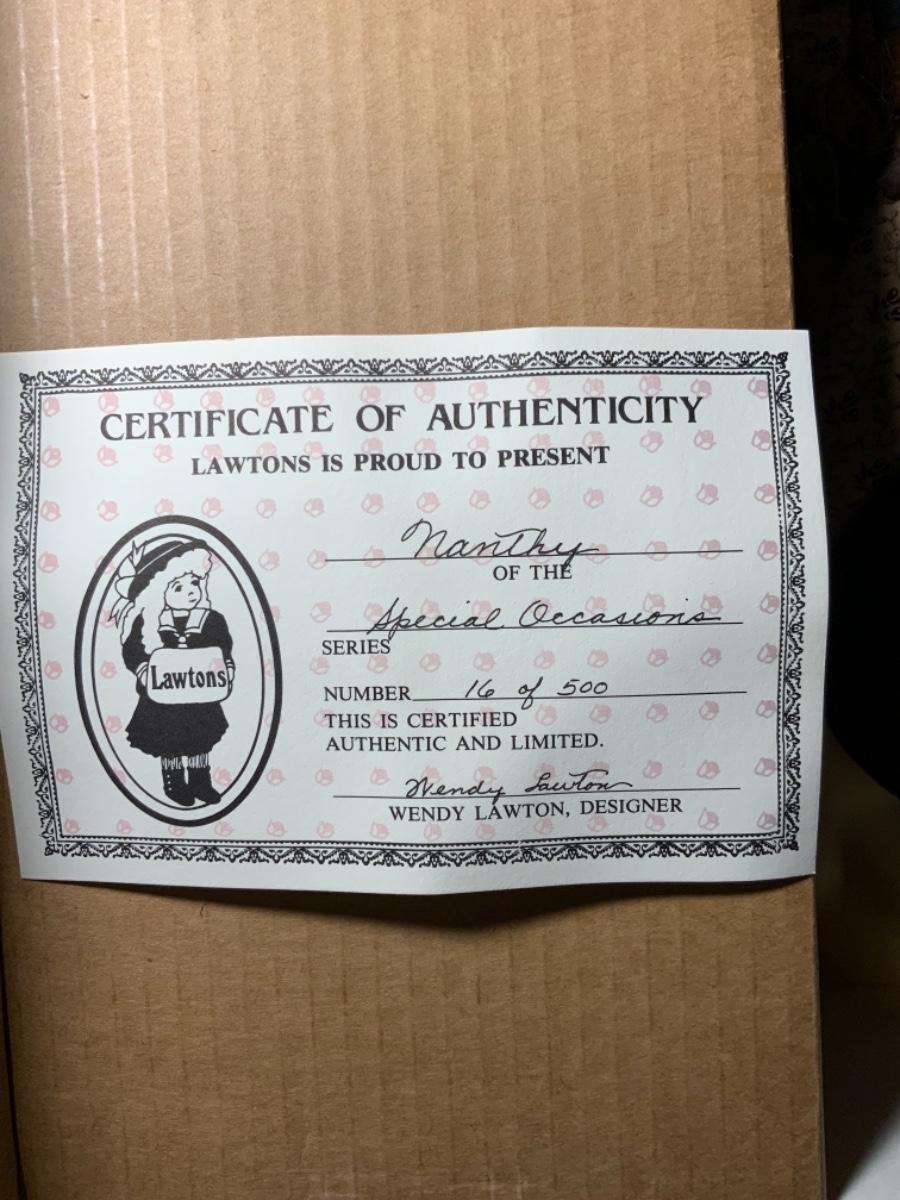 CERTIFICATE OF AUTHENTICITY
LAWTONS IS PROUD TO PRESENT
Nanthy
OF THE
Special Occasions
SERIES
Lawtons
NUMBER 16 of 500
THIS IS CERTIFIED
AUTHENTIC AND LIMITED.
Wendy Lawton
WENDY LAWTON, DESIGNER